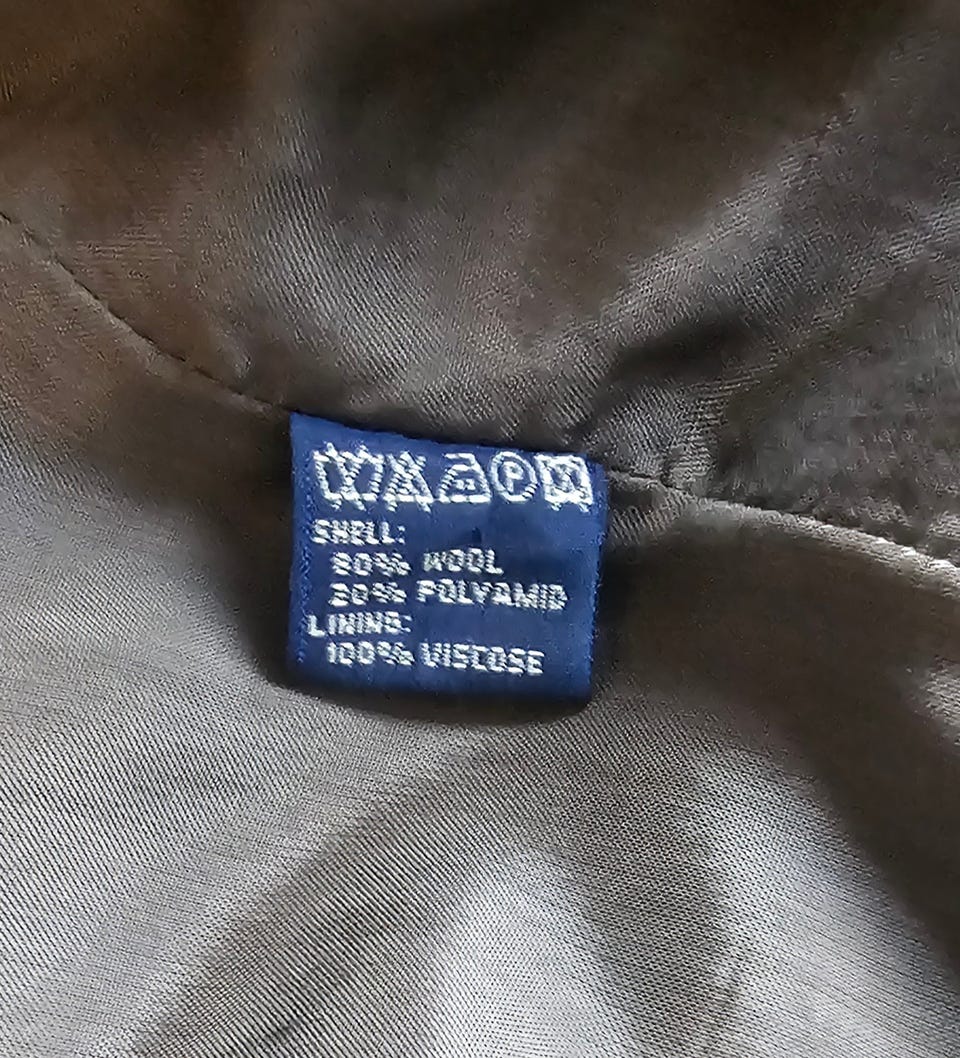 P
SHELL:
80% WOOL
20% POLYAMID
LINING:
100% VISCOSE